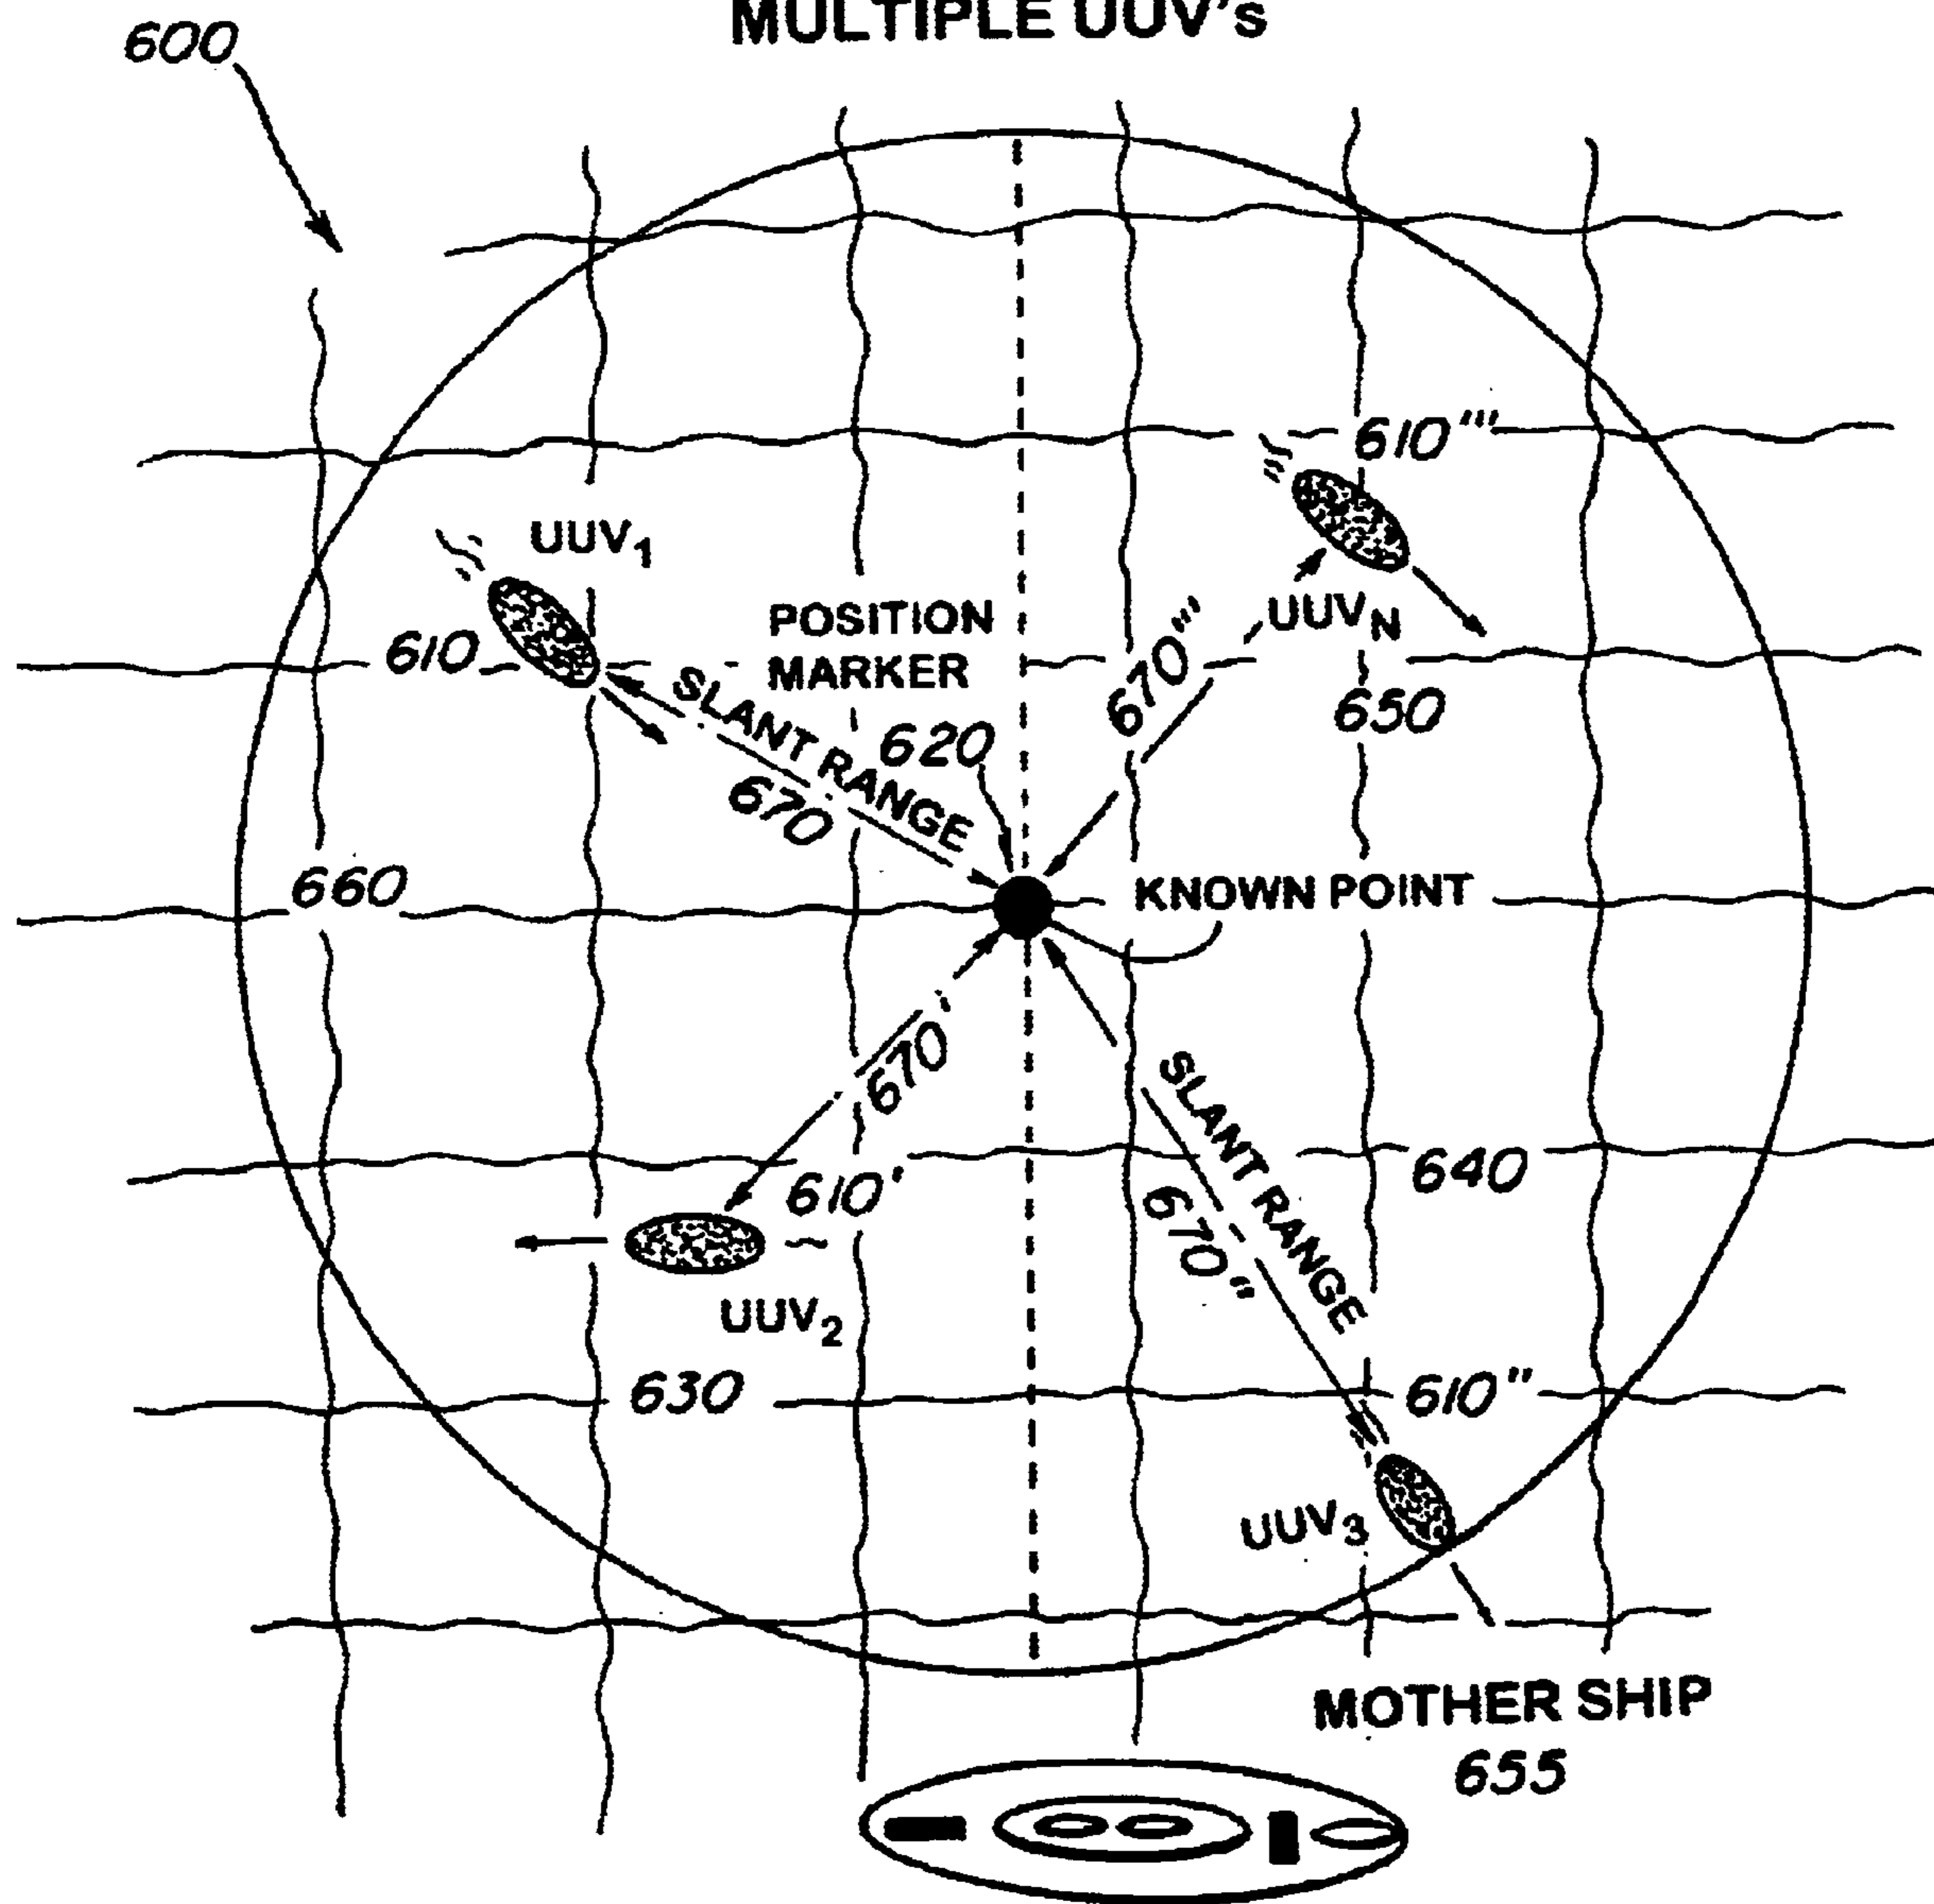 MULTIPLE UUV's
600
610'''
UUV1
POSITION
MARKER
610
UUVN
670'''
650
SLANT RANGE
620
670
660
KNOWN POINT
670'
SLANT RANGE
640
610'
670"
UUV2
630
610"
UUV3
MOTHER SHIP
655